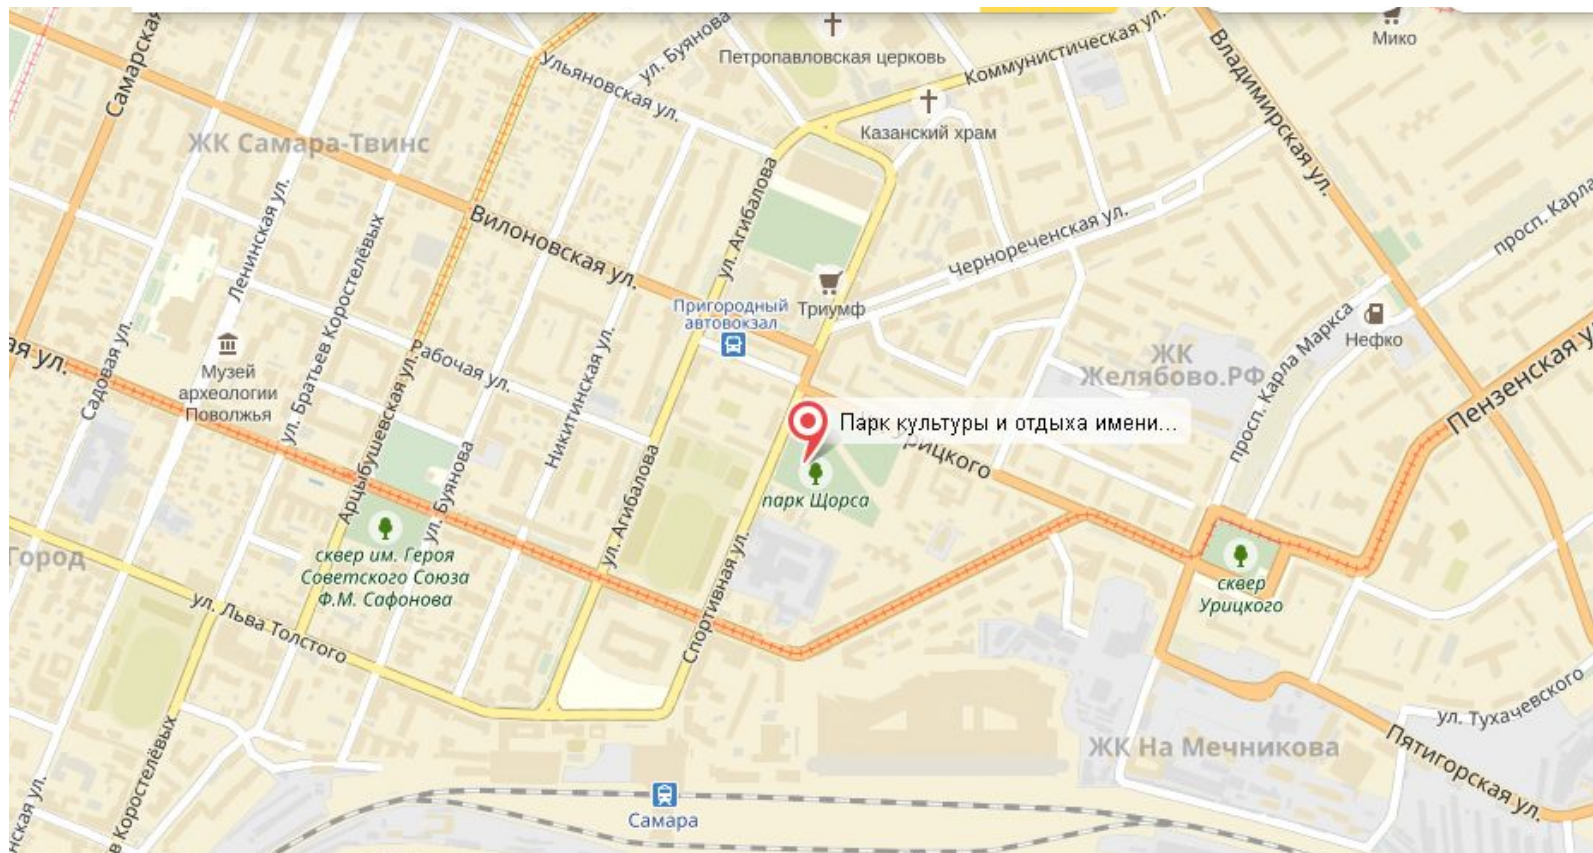 Самарская
ул. Буянова
Петропавловская церковь
Коммунистическая ул.
Мико
Ульяновская ул.
Владимирская ул.
ЖК Самара-Твинс
Казанский храм
Ленинская ул.
ул. Братьев Коростелёвых
Вилоновская ул.
ул. Агибалова
Чернореченская ул.
просп. Карла
Пригородный
автовокзал
Триумф
Нефко
ая ул.
Садовая ул.
Музей
археологии
Поволжья
Арцыбушевская ул.
Рабочая ул.
Никитинская ул.
ЖК
Желябово.РФ
просп. Карла Маркса
Пензенская у
Парк культуры и отдыха имени...
рицкого
парк Щорса
ул. Буянова
ул. Агибалова
Спортивная ул.
Город
сквер им. Героя
Советского Союза
Ф.М. Сафонова
сквер
Урицкого
ул. Льва Толстого
ул. Тухачевского
ЖК На Мечникова
Пятигорская ул.
Самара
нская ул.
в Коростелёвых